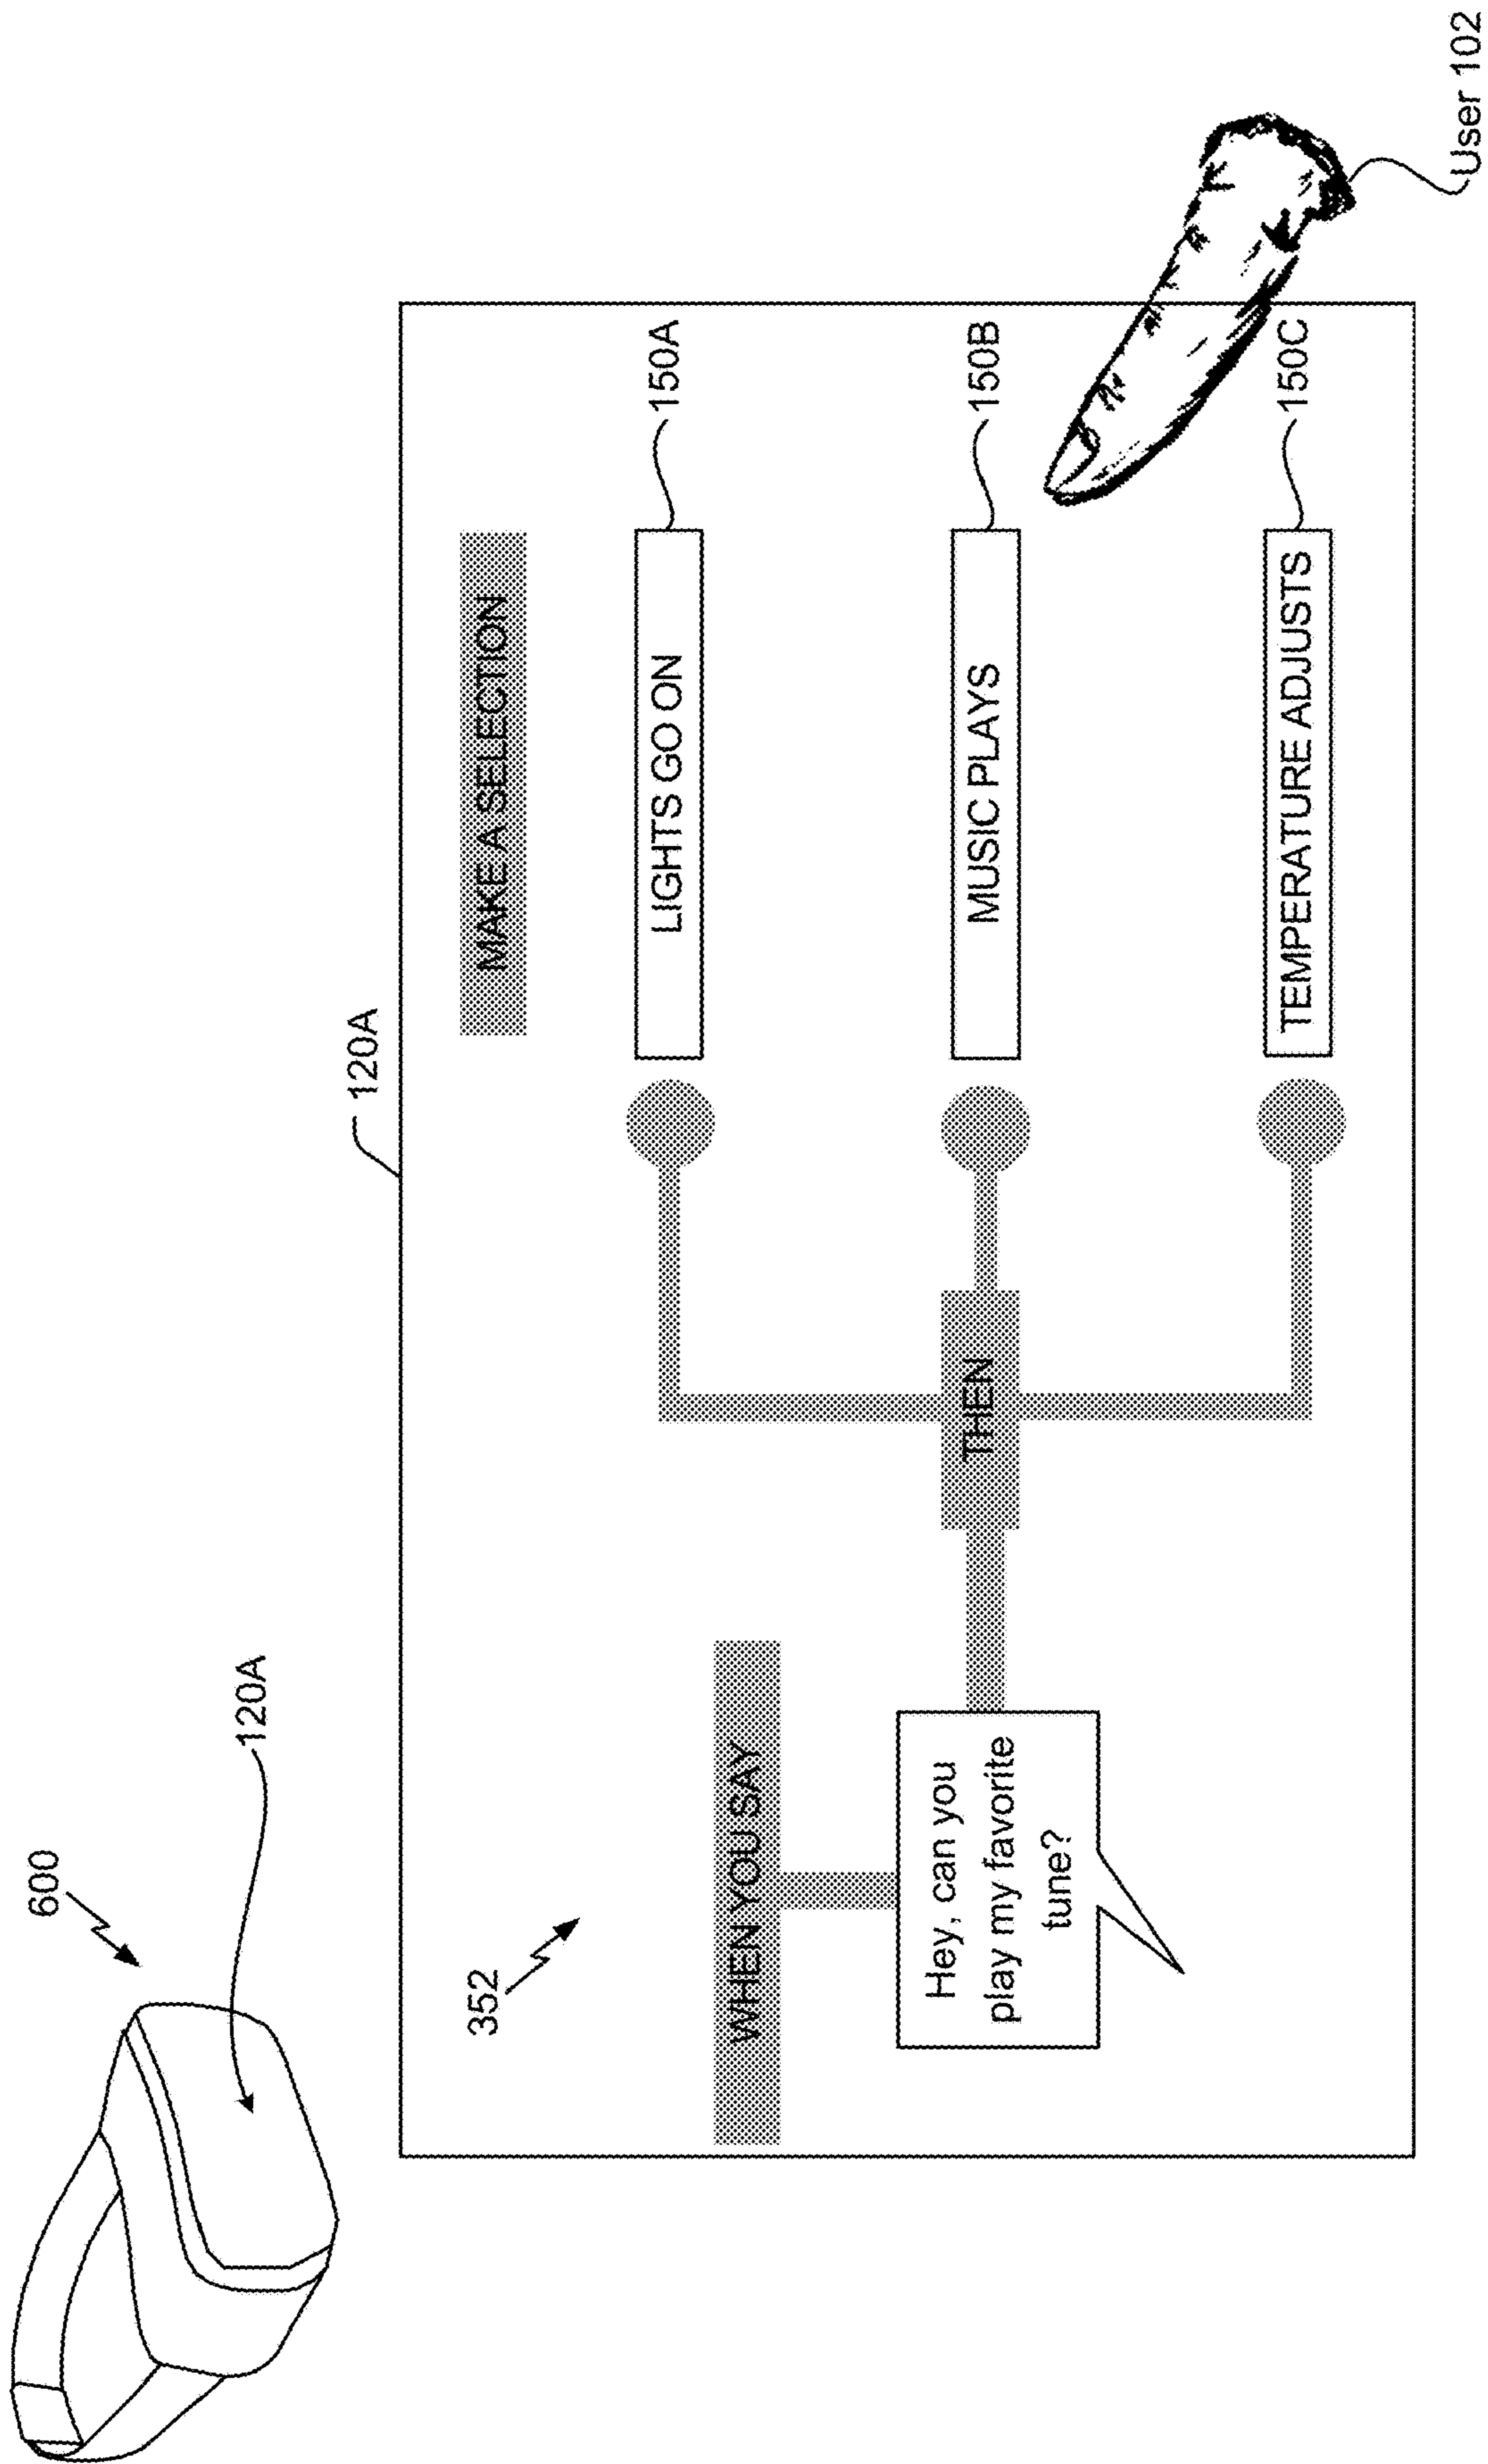 600
120A
120A
352
MAKE A SELECTION
WHEN YOU SAY
LIGHTS GO ON
150A
Hey, can you
play my favorite
tune?
THEN
MUSIC PLAYS
150B
TEMPERATURE ADJUSTS
150C
User 102